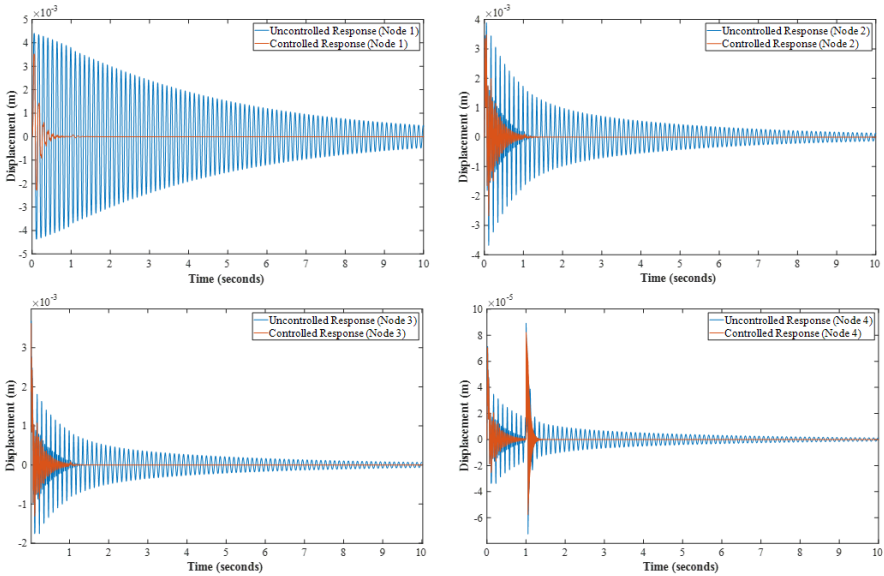 ×10⁻³
Uncontrolled Response (Node 1)
Controlled Response (Node 1)
5
4
3
2
1
0
-1
-2
-3
-4
-5
Displacement (m)
0 1 2 3 4 5 6 7 8 9 10
Time (seconds)
×10⁻³
Uncontrolled Response (Node 2)
Controlled Response (Node 2)
4
3
2
1
0
-1
-2
-3
-4
Displacement (m)
0 1 2 3 4 5 6 7 8 9 10
Time (seconds)
×10⁻³
Uncontrolled Response (Node 3)
Controlled Response (Node 3)
3
2
1
0
-1
-2
Displacement (m)
1 2 3 4 5 6 7 8 9 10
Time (seconds)
×10⁻⁵
Uncontrolled Response (Node 4)
Controlled Response (Node 4)
10
8
6
4
2
0
-2
-4
-6
Displacement (m)
0 1 2 3 4 5 6 7 8 9 10
Time (seconds)